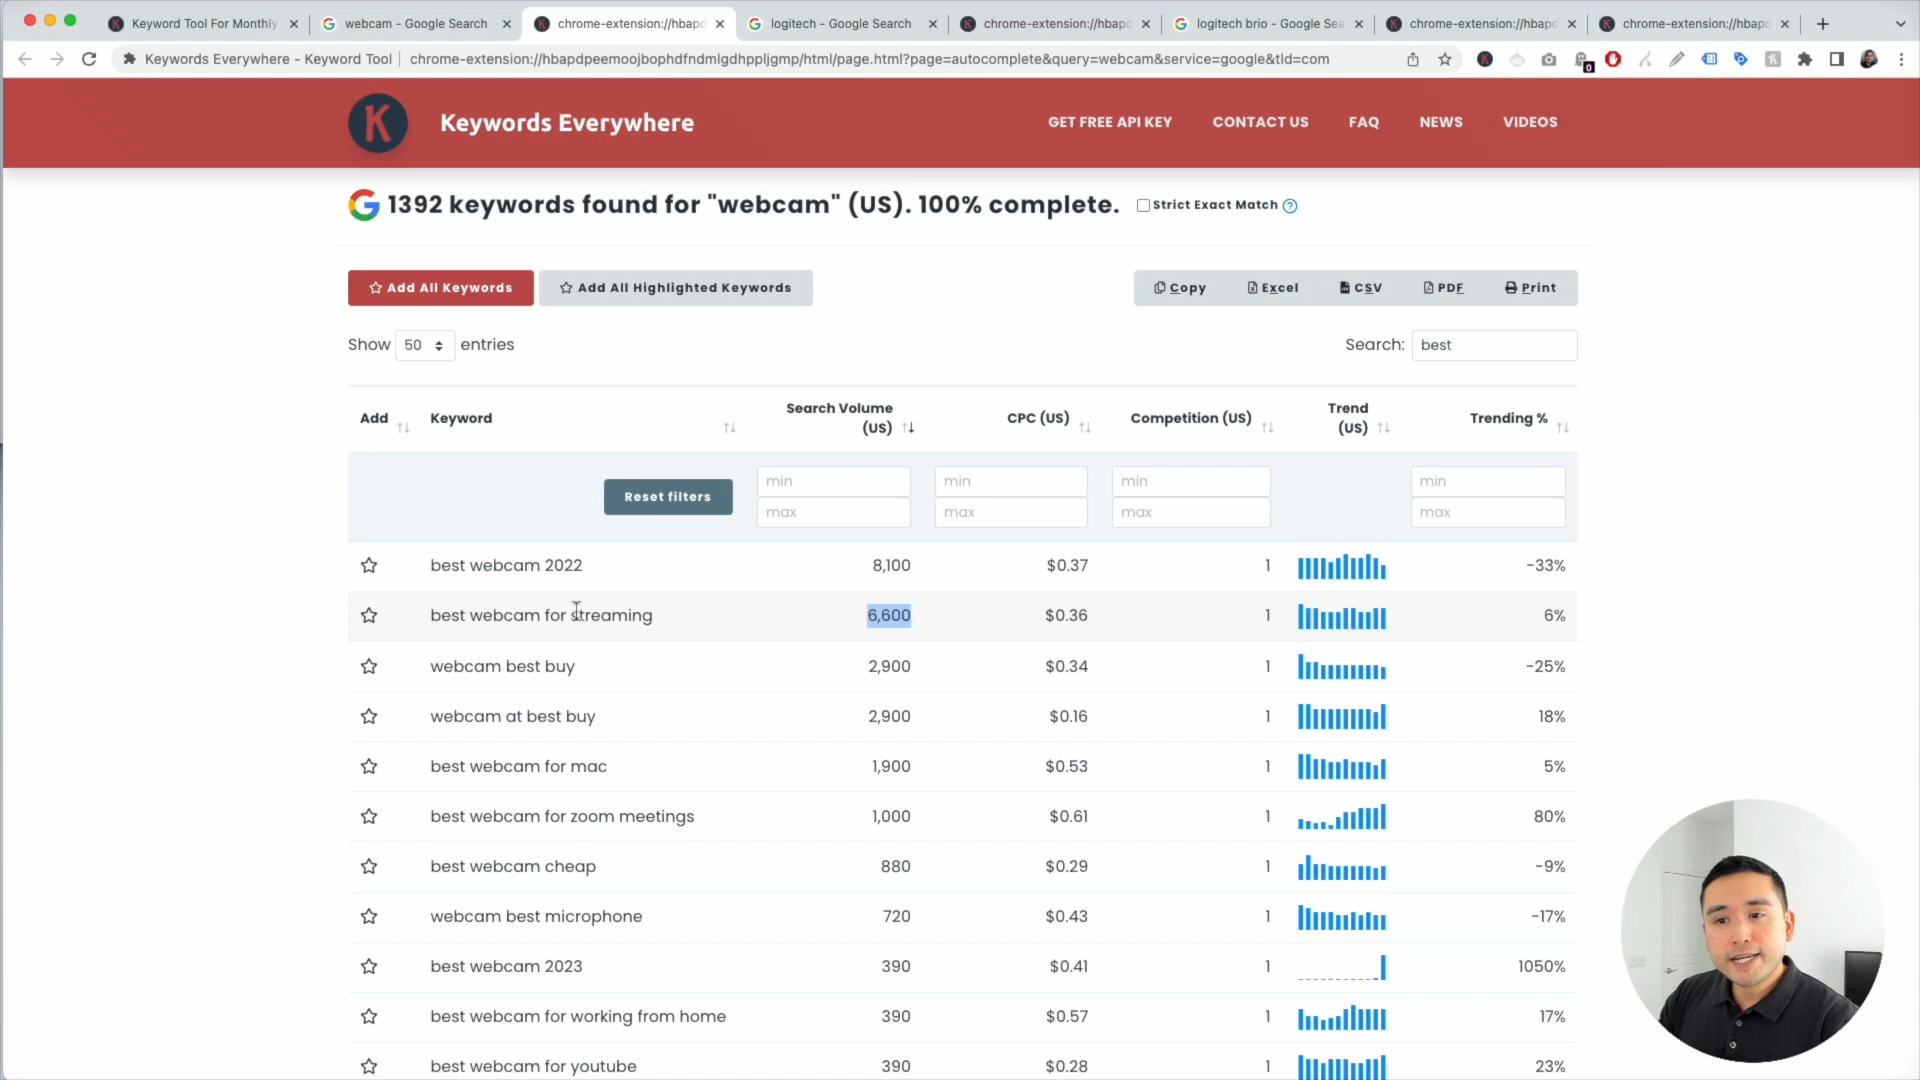 Keyword Tool For Monthly
webcam - Google Search
chrome-extension://hbapd
logitech - Google Search
chrome-extension://hbapd
logitech brio - Google Sea
chrome-extension://hbapd
chrome-extension://hbapd
Keywords Everywhere - Keyword Tool
chrome-extension://hbapdpeemoojbophdfndmlgdhppljgmp/html/page.html?page=autocomplete&query=webcam&service=google&tld=com
0
K
Keywords Everywhere
GET FREE API KEY
CONTACT US
FAQ
NEWS
VIDEOS
1392 keywords found for "webcam" (US). 100% complete.
Strict Exact Match ?
Add All Keywords
Add All Highlighted Keywords
Copy
Excel
CSV
PDF
Print
Show 50 entries
Search: best
Add
Keyword
Search Volume (US)
CPC (US)
Competition (US)
Trend (US)
Trending %
Reset filters
min min min min
max max max max
best webcam 2022 8,100 $0.37 1 -33%
best webcam for streaming 6,600 $0.36 1 6%
webcam best buy 2,900 $0.34 1 -25%
webcam at best buy 2,900 $0.16 1 18%
best webcam for mac 1,900 $0.53 1 5%
best webcam for zoom meetings 1,000 $0.61 1 80%
best webcam cheap 880 $0.29 1 -9%
webcam best microphone 720 $0.43 1 -17%
best webcam 2023 390 $0.41 1 1050%
best webcam for working from home 390 $0.57 1 17%
best webcam for youtube 390 $0.28 1 23%